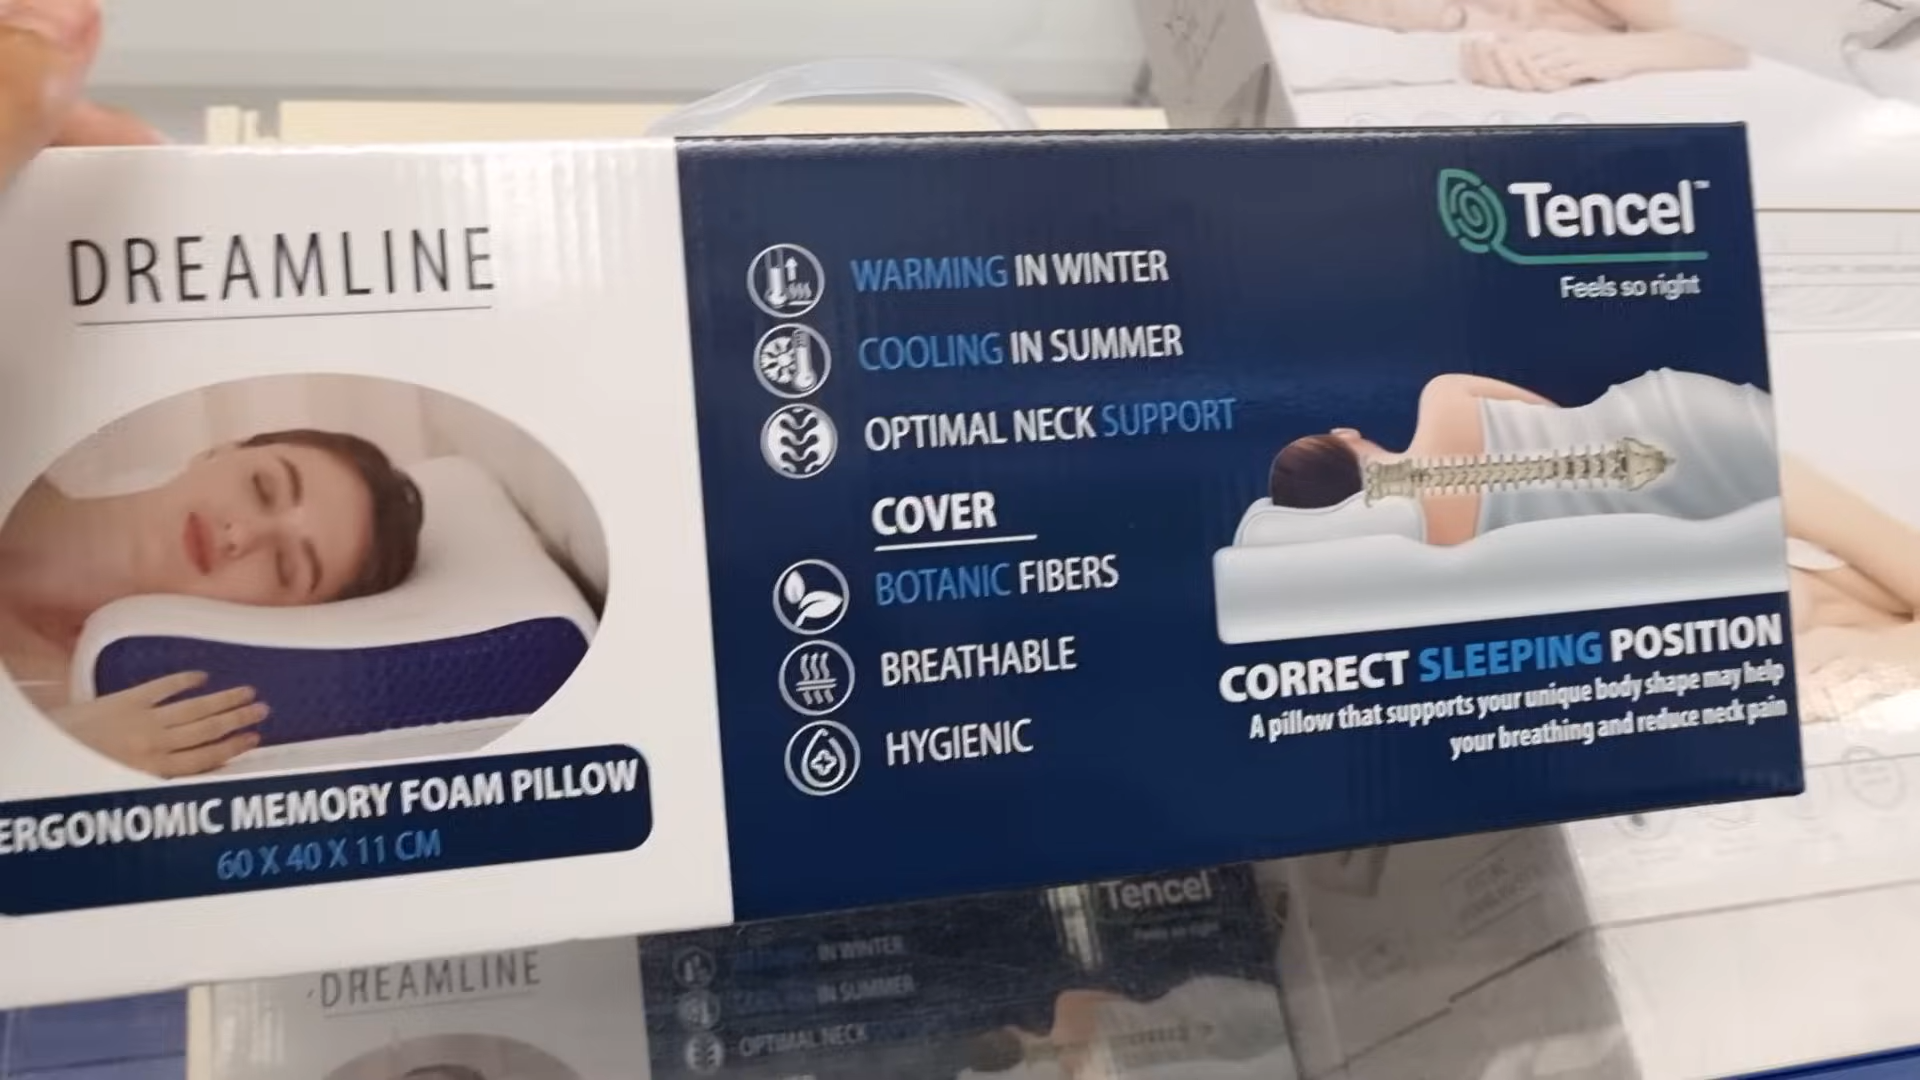 DREAMLINE
ERGONOMIC MEMORY FOAM PILLOW
60 X 40 X 11 CM
WARMING IN WINTER
COOLING IN SUMMER
OPTIMAL NECK SUPPORT
COVER
BOTANIC FIBERS
BREATHABLE
HYGIENIC
Tencel™
Feels so right
CORRECT SLEEPING POSITION
A pillow that supports your unique body shape may help
your breathing and reduce neck pain
DREAMLINE
IN WINTER
IN SUMMER
OPTIMAL NECK
Tencel